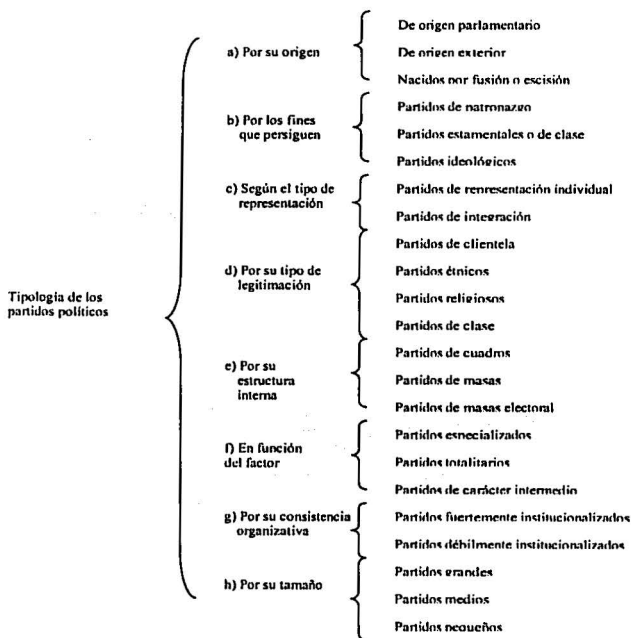 Tipología de los
partidos políticos
a) Por su origen
De origen parlamentario
De origen exterior
Nacidos por fusión o escisión
b) Por los fines
que persiguen
Partidos de patronazgo
Partidos estamentales o de clase
Partidos ideológicos
c) Según el tipo de
representación
Partidos de representación individual
Partidos de integración
d) Por su tipo de
legitimación
Partidos de clientela
Partidos étnicos
Partidos religiosos
Partidos de clase
e) Por su
estructura
interna
Partidos de cuadros
Partidos de masas
Partidos de masas electoral
f) En función
del factor
Partidos especializados
Partidos totalitarios
Partidos de carácter intermedio
g) Por su consistencia
organizativa
Partidos fuertemente institucionalizados
Partidos débilmente institucionalizados
h) Por su tamaño
Partidos grandes
Partidos medios
Partidos pequeños